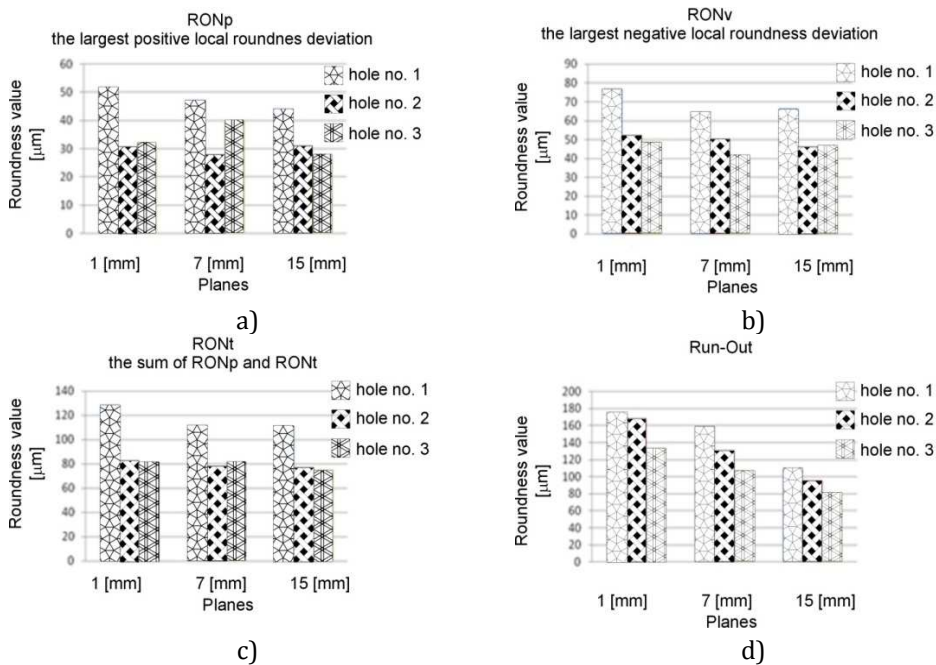 RONp
the largest positive local roundnes deviation
60
50
40
30
20
10
0
Roundness value
[μm]
hole no. 1
hole no. 2
hole no. 3
1 [mm]
7 [mm]
15 [mm]
Planes
a)
RONv
the largest negative local roundness deviation
90
80
70
60
50
40
30
20
10
0
Roundness value
[μm]
hole no. 1
hole no. 2
hole no. 3
1 [mm]
7 [mm]
15 [mm]
Planes
b)
RONt
the sum of RONp and RONt
140
120
100
80
60
40
20
0
Roundness value
[μm]
hole no. 1
hole no. 2
hole no. 3
1 [mm]
7 [mm]
15 [mm]
Planes
c)
Run-Out
200
180
160
140
120
100
80
60
40
20
0
Roundness value
[μm]
hole no. 1
hole no. 2
hole no. 3
1 [mm]
7 [mm]
15 [mm]
Planes
d)